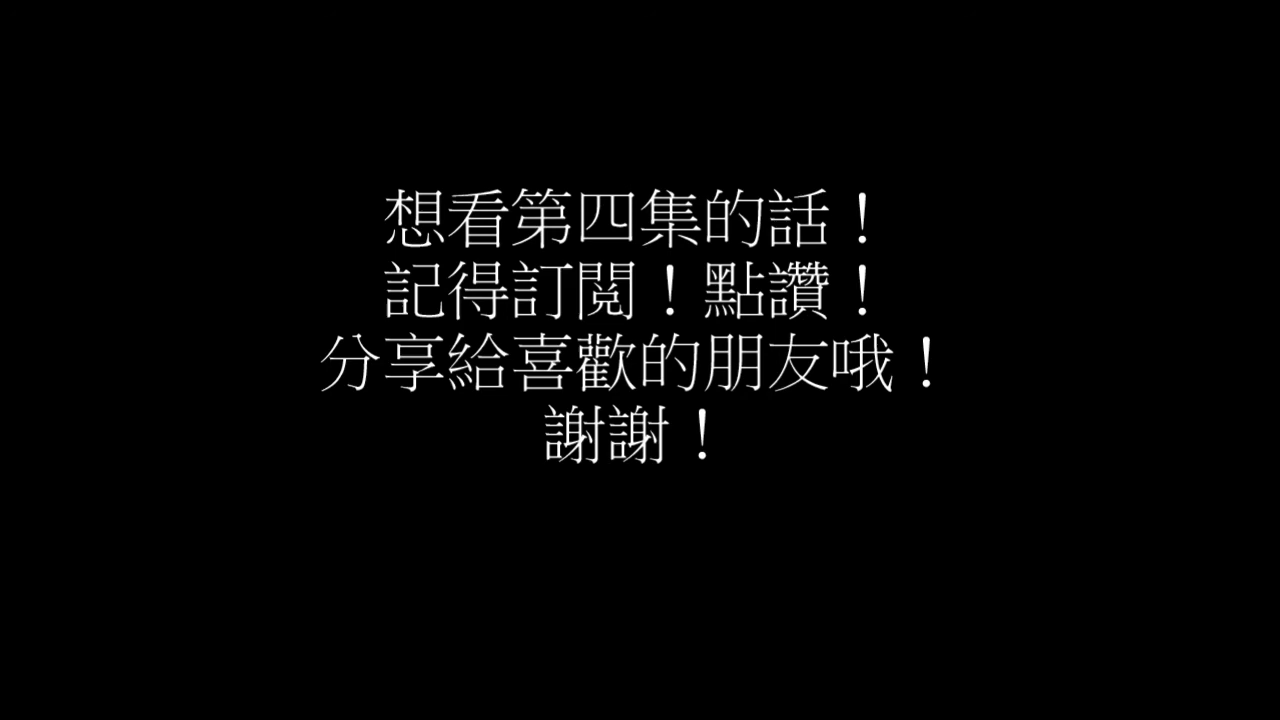 想看第四集的話！
記得訂閱！點讚！
分享給喜歡的朋友哦！
謝謝！